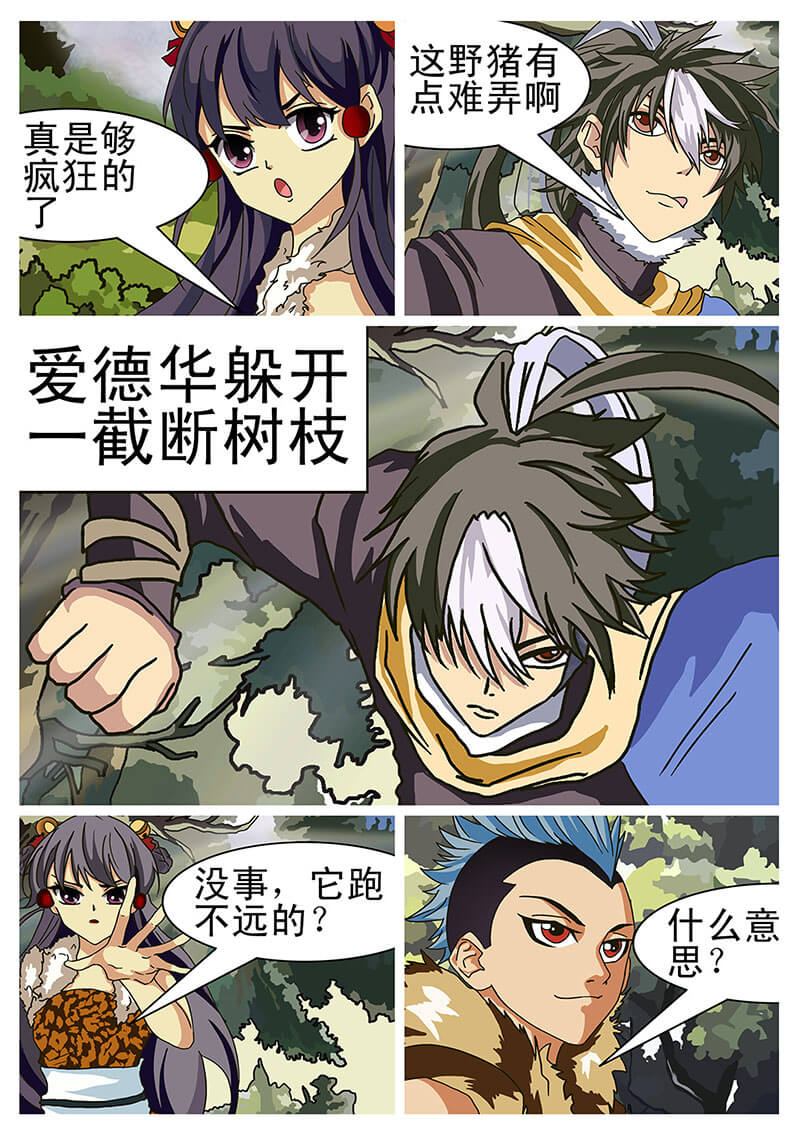 真是够
疯狂的
了
这野猪有
点难弄啊
爱德华躲开
一截断树枝
没事，它跑
不远的？
什么意
思？